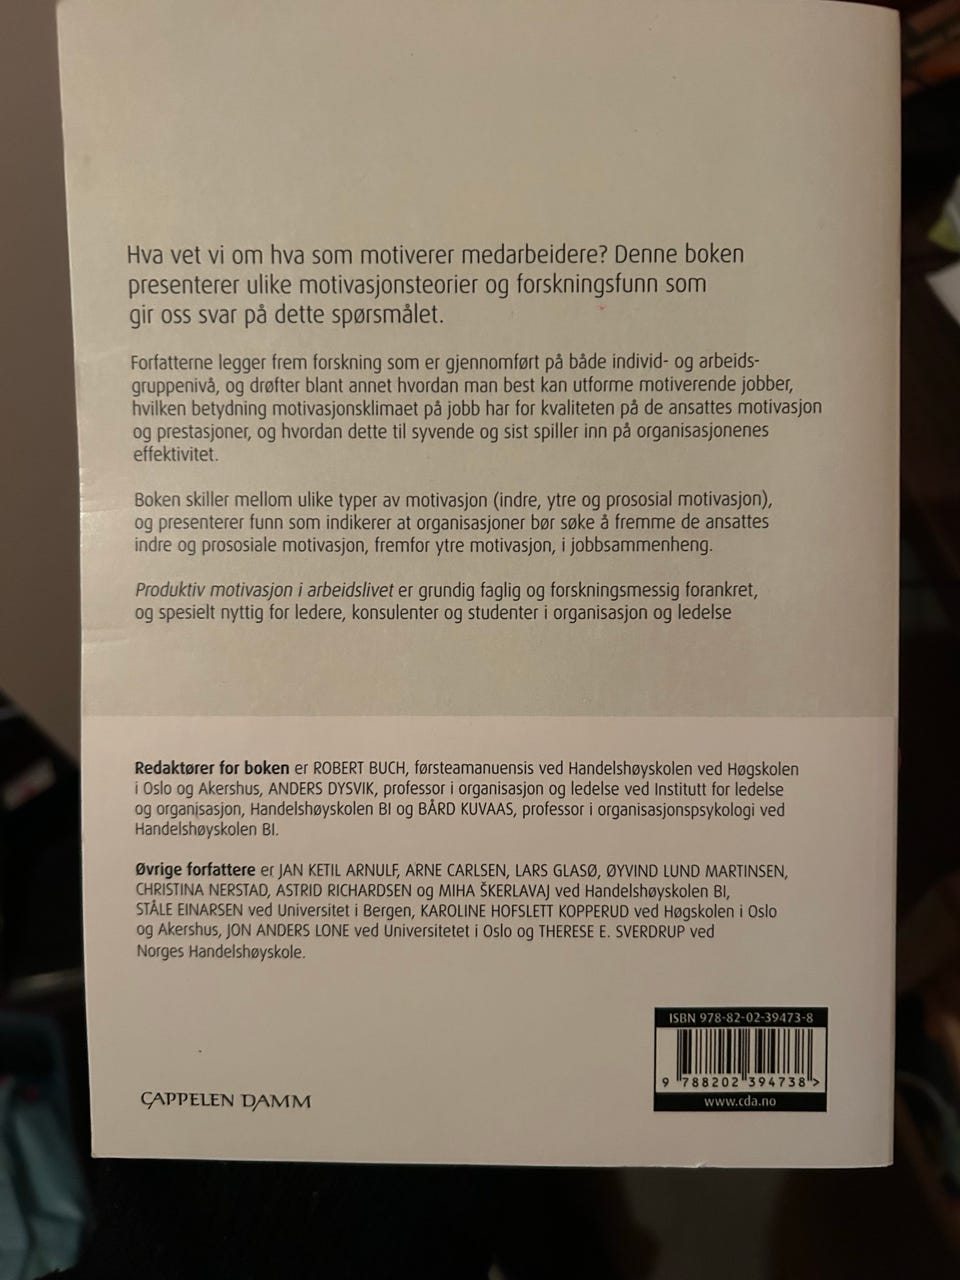 Hva vet vi om hva som motiverer medarbeidere? Denne boken
presenterer ulike motivasjonsteorier og forskningsfunn som
gir oss svar på dette spørsmålet.
Forfatterne legger frem forskning som er gjennomført på både individ- og arbeids-
gruppenivå, og drøfter blant annet hvordan man best kan utforme motiverende jobber,
hvilken betydning motivasjonsklimaet på jobb har for kvaliteten på de ansattes motivasjon
og prestasjoner, og hvordan dette til syvende og sist spiller inn på organisasjonenes
effektivitet.
Boken skiller mellom ulike typer av motivasjon (indre, ytre og prososial motivasjon),
og presenterer funn som indikerer at organisasjoner bør søke å fremme de ansattes
indre og prososiale motivasjon, fremfor ytre motivasjon, i jobbsammenheng.
Produktiv motivasjon i arbeidslivet er grundig faglig og forskningsmessig forankret,
og spesielt nyttig for ledere, konsulenter og studenter i organisasjon og ledelse
Redaktører for boken er ROBERT BUCH, førsteamanuensis ved Handelshøyskolen ved Høgskolen
i Oslo og Akershus, ANDERS DYSVIK, professor i organisasjon og ledelse ved Institutt for ledelse
og organisasjon, Handelshøyskolen BI og BÅRD KUVAAS, professor i organisasjonspsykologi ved
Handelshøyskolen BI.
Øvrige forfattere er JAN KETIL ARNULF, ARNE CARLSEN, LARS GLASØ, ØYVIND LUND MARTINSEN,
CHRISTINA NERSTAD, ASTRID RICHARDSEN og MIHA ŠKERLAVAJ ved Handelshøyskolen BI,
STÅLE EINARSEN ved Universitet i Bergen, KAROLINE HOFSLETT KOPPERUD ved Høgskolen i Oslo
og Akershus, JON ANDERS LONE ved Universitetet i Oslo og THERESE E. SVERDRUP ved
Norges Handelshøyskole.
ISBN 978-82-02-39473-8
9 788202 394738 >
www.cda.no
CAPPELEN DAMM